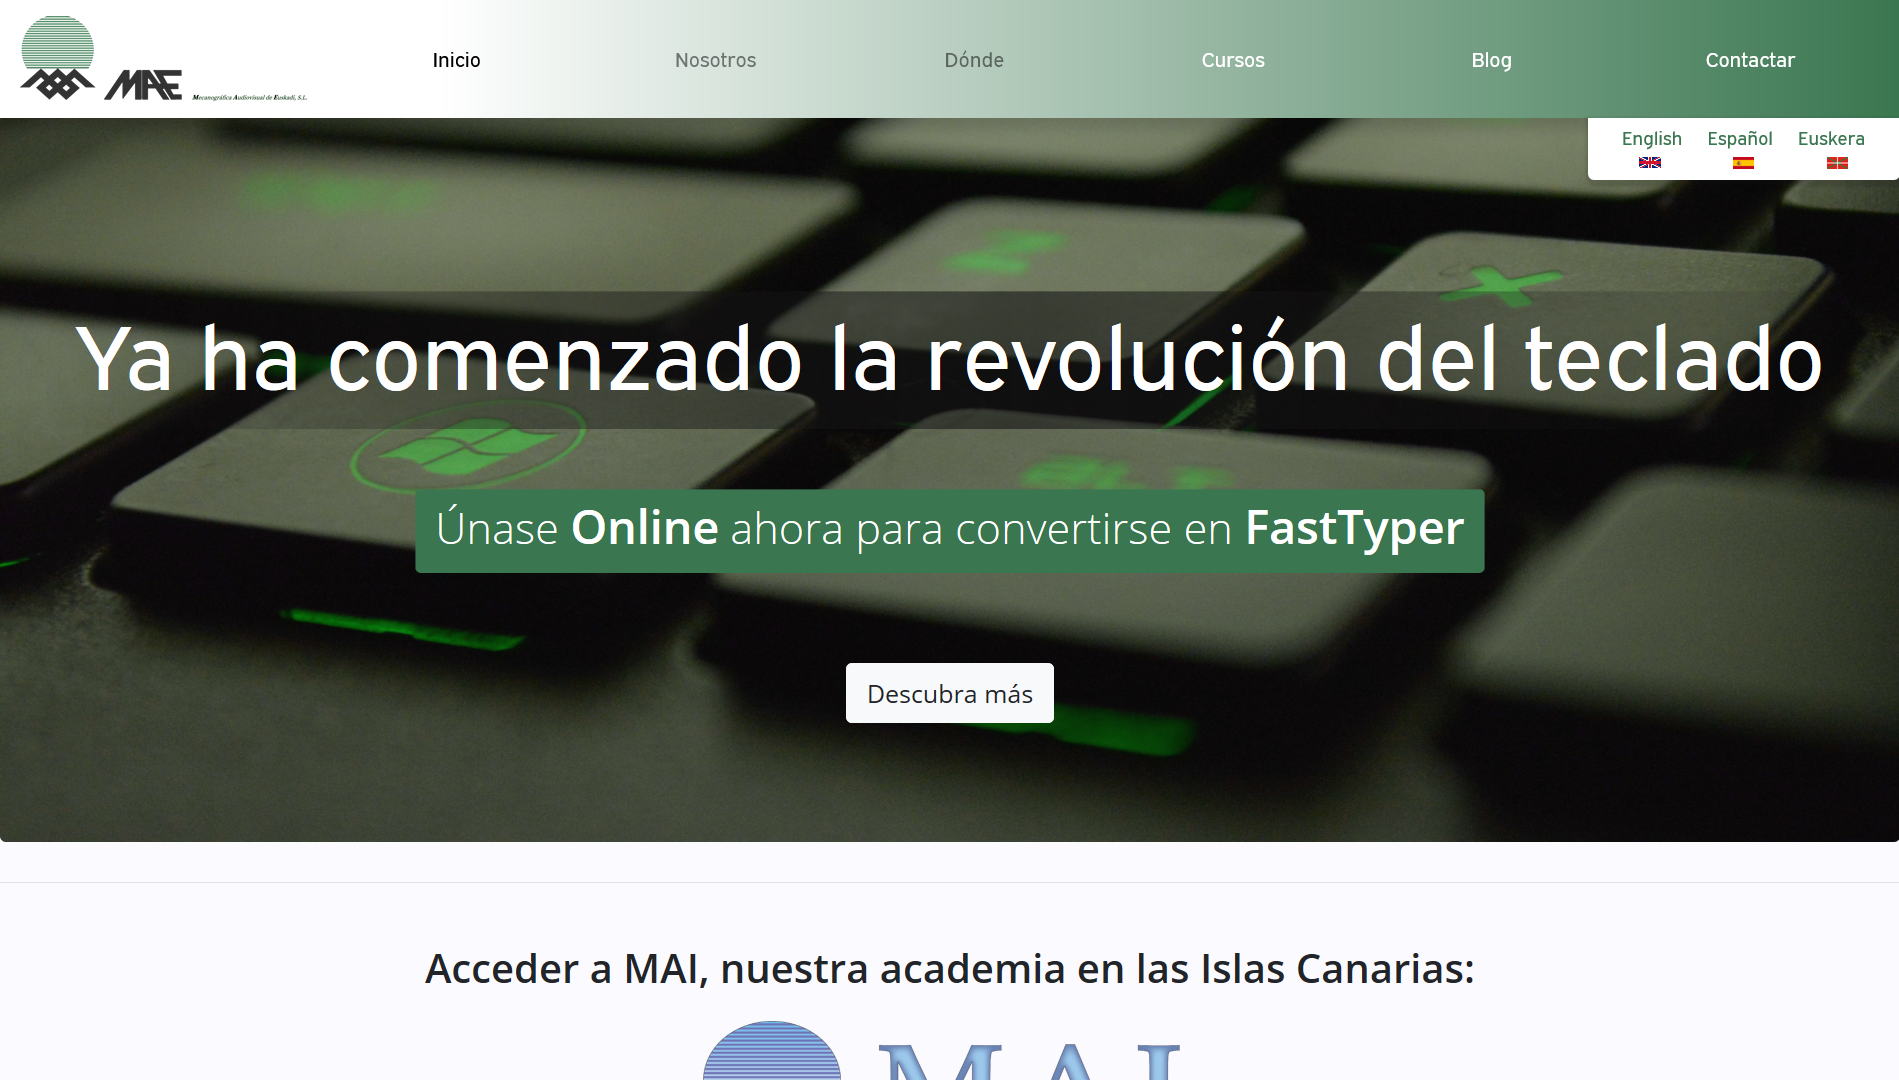 MAE Mecanográfica Audiovisual de Euskadi, S.L.
Inicio Nosotros Dónde Cursos Blog Contactar
English Español Euskera
Ya ha comenzado la revolución del teclado
Únase Online ahora para convertirse en FastTyper
Descubra más
Acceder a MAI, nuestra academia en las Islas Canarias:
MAI